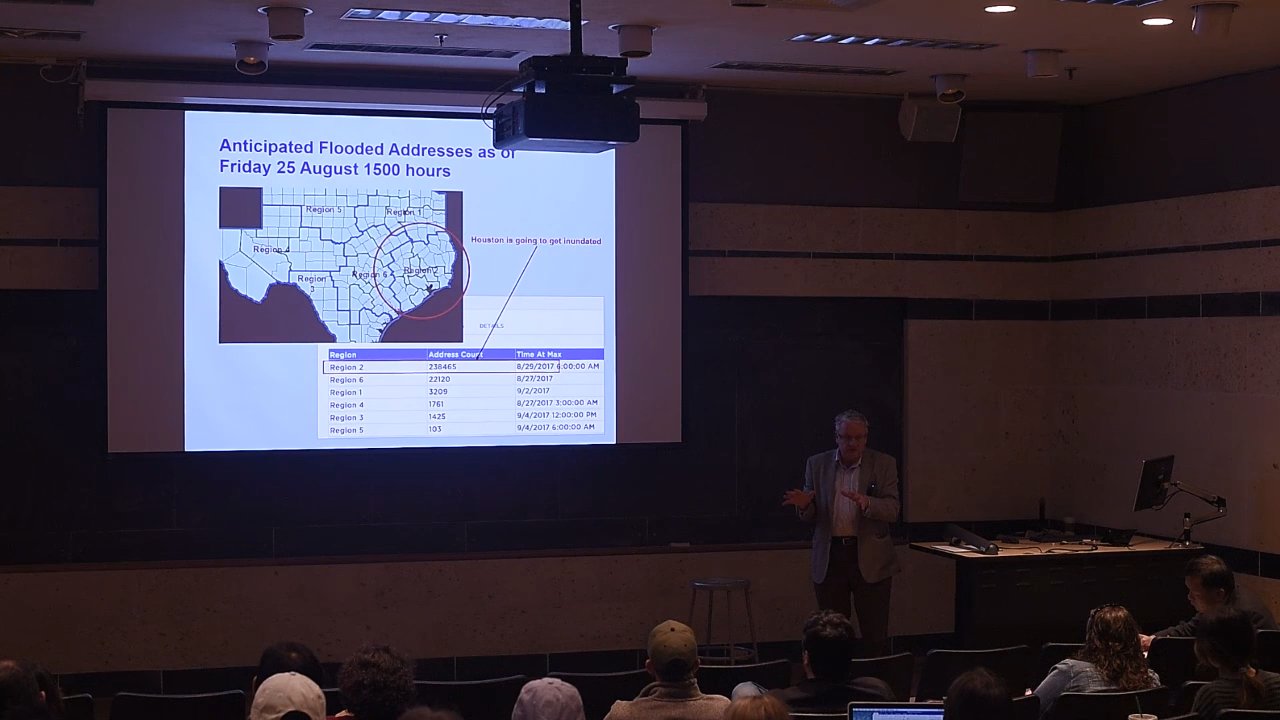 Anticipated Flooded Addresses as of
Friday 25 August 1500 hours
Region 5
Region 1
Region 4
Region 3
Region 6
Region 2
Houston is going to get inundated
DETAILS
Region Address Count Time At Max
Region 2 238465 8/29/2017 6:00:00 AM
Region 6 22120 8/27/2017
Region 1 3209 9/2/2017
Region 4 1761 8/27/2017 3:00:00 AM
Region 3 1425 9/4/2017 12:00:00 PM
Region 5 103 9/4/2017 6:00:00 AM